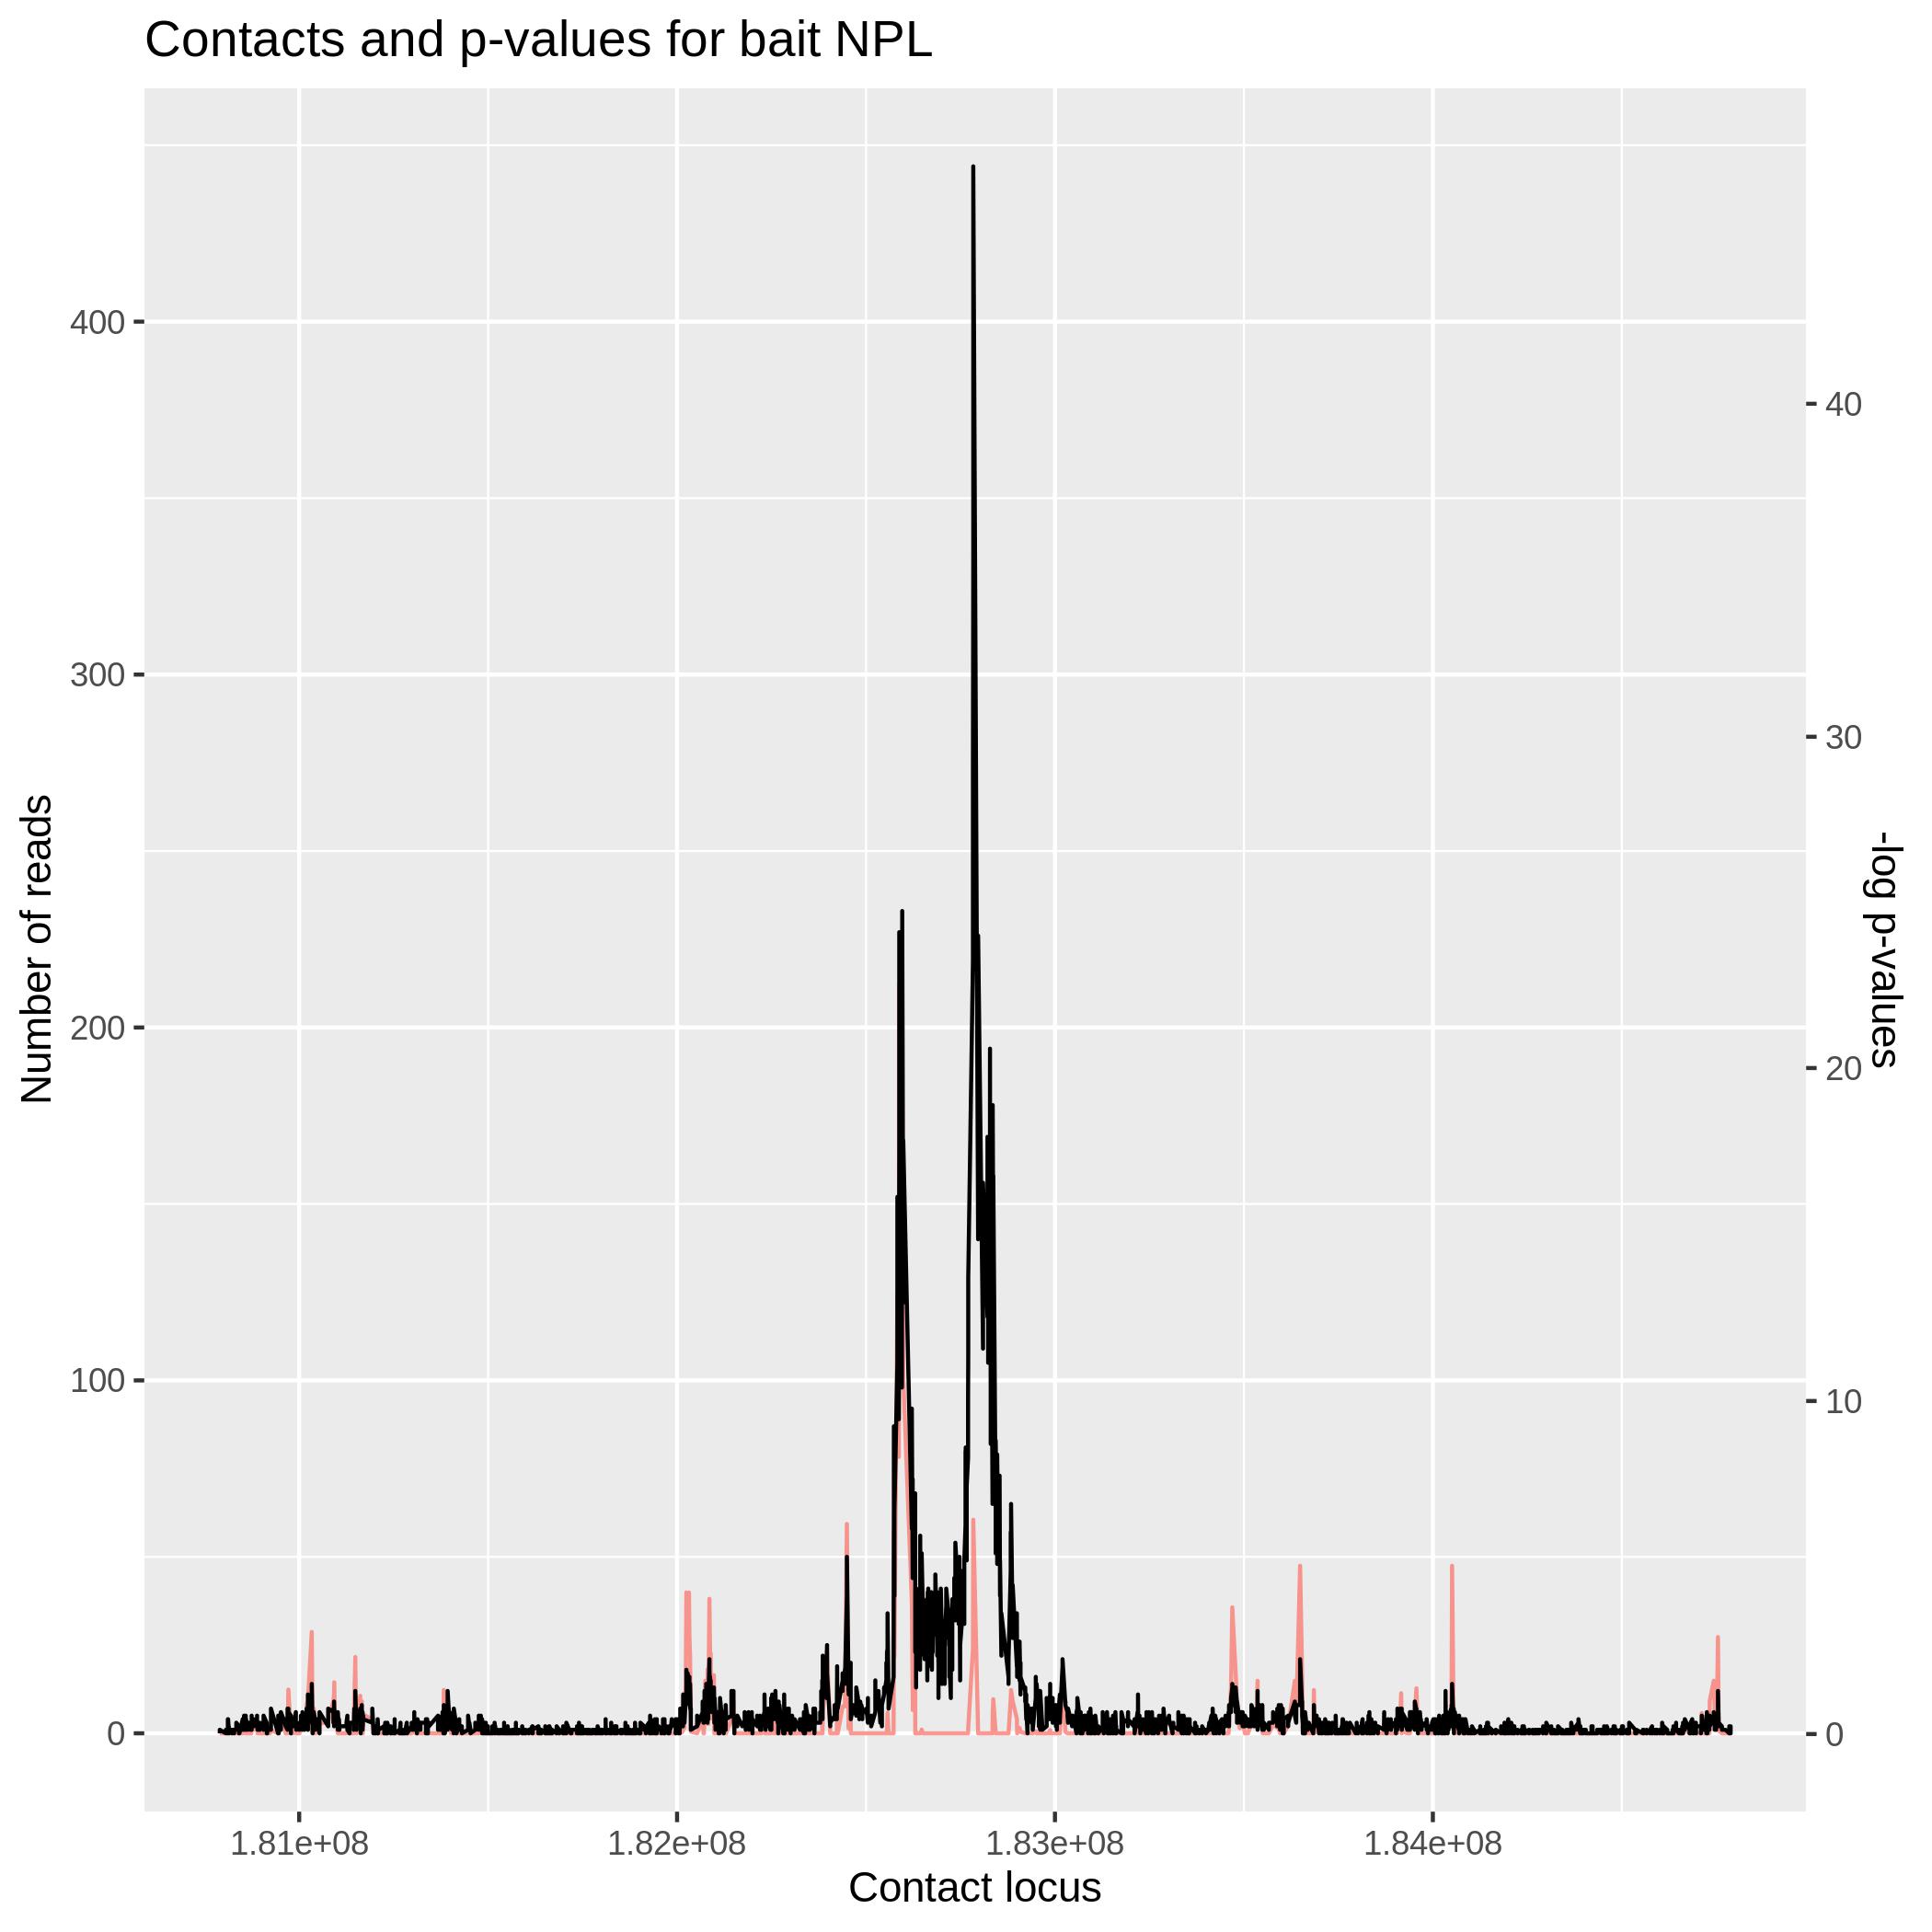 Contacts and p-values for bait NPL
Number of reads
400
300
200
100
0
40
30
20
10
0
-log p-values
1.81e+08
1.82e+08
1.83e+08
1.84e+08
Contact locus